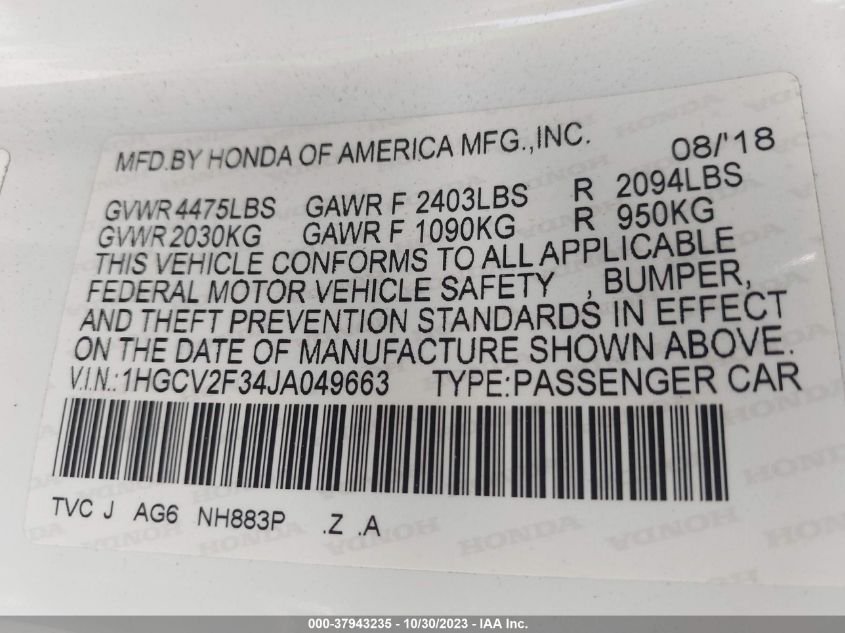 MFD.BY HONDA OF AMERICA MFG.,INC. 08/'18
GVWR 4475LBS GAWR F 2403LBS R 2094LBS
GVWR 2030KG GAWR F 1090KG R 950KG
THIS VEHICLE CONFORMS TO ALL APPLICABLE
FEDERAL MOTOR VEHICLE SAFETY , BUMPER,
AND THEFT PREVENTION STANDARDS IN EFFECT
ON THE DATE OF MANUFACTURE SHOWN ABOVE.
V.I.N.:1HGCV2F34JA049663 TYPE:PASSENGER CAR
TVC J AG6 NH883P .Z .A
HONDA HONDA HONDA
000-37943235 - 10/30/2023 - IAA Inc.